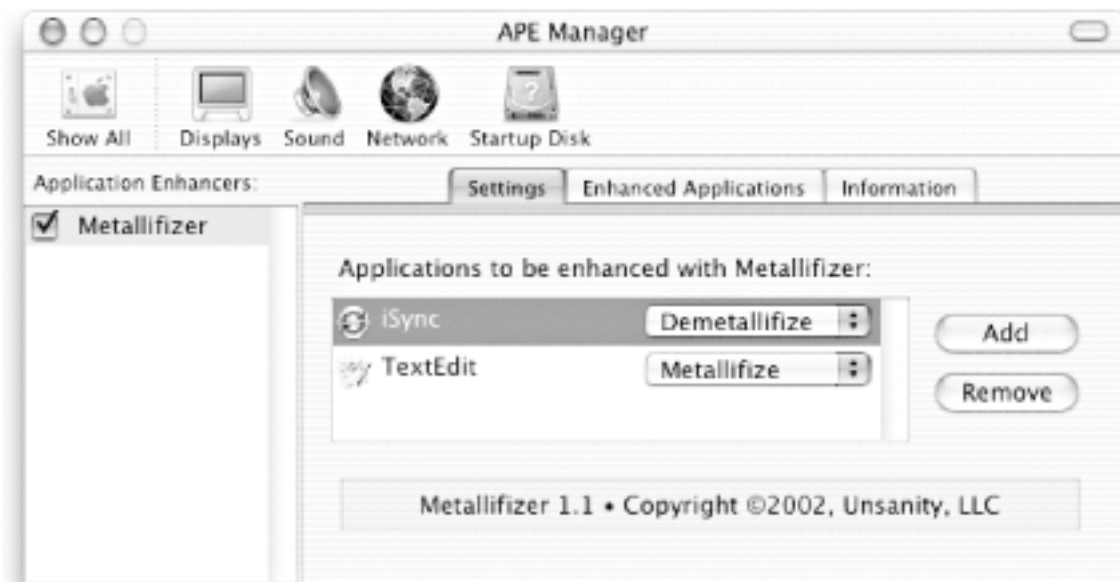 APE Manager
Show All Displays Sound Network Startup Disk
Application Enhancers:
Settings Enhanced Applications Information
Metallifizer
Applications to be enhanced with Metallifizer:
iSync Demetallifize
Add
TextEdit Metallifize
Remove
Metallifizer 1.1 • Copyright ©2002, Unsanity, LLC